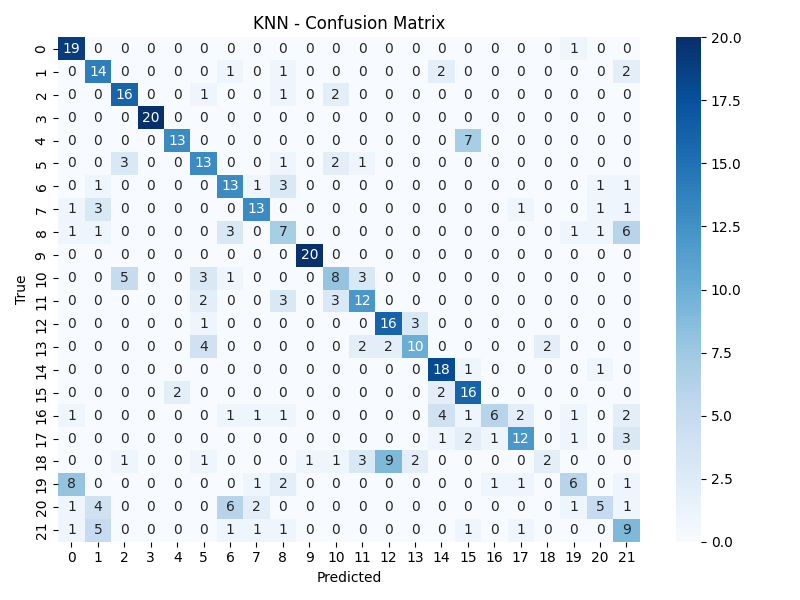 KNN - Confusion Matrix
0 19 0 0 0 0 0 0 0 0 0 0 0 0 0 0 0 0 0 0 1 0 0
1 0 14 0 0 0 0 1 0 1 0 0 0 0 0 2 0 0 0 0 0 0 2
2 0 0 16 0 0 1 0 0 1 0 2 0 0 0 0 0 0 0 0 0 0 0
3 0 0 0 20 0 0 0 0 0 0 0 0 0 0 0 0 0 0 0 0 0 0
4 0 0 0 0 13 0 0 0 0 0 0 0 0 0 0 7 0 0 0 0 0 0
5 0 0 3 0 0 13 0 0 1 0 2 1 0 0 0 0 0 0 0 0 0 0
6 0 1 0 0 0 0 13 1 3 0 0 0 0 0 0 0 0 0 0 0 1 1
7 1 3 0 0 0 0 0 13 0 0 0 0 0 0 0 0 0 1 0 0 1 1
8 1 1 0 0 0 0 3 0 7 0 0 0 0 0 0 0 0 0 0 1 1 6
9 0 0 0 0 0 0 0 0 0 20 0 0 0 0 0 0 0 0 0 0 0 0
10 0 0 5 0 0 3 1 0 0 0 8 3 0 0 0 0 0 0 0 0 0 0
11 0 0 0 0 0 2 0 0 3 0 3 12 0 0 0 0 0 0 0 0 0 0
12 0 0 0 0 0 1 0 0 0 0 0 0 16 3 0 0 0 0 0 0 0 0
13 0 0 0 0 0 4 0 0 0 0 0 2 2 10 0 0 0 0 2 0 0 0
14 0 0 0 0 0 0 0 0 0 0 0 0 0 0 18 1 0 0 0 0 1 0
15 0 0 0 0 2 0 0 0 0 0 0 0 0 0 2 16 0 0 0 0 0 0
16 1 0 0 0 0 0 1 1 1 0 0 0 0 0 4 1 6 2 0 1 0 2
17 0 0 0 0 0 0 0 0 0 0 0 0 0 0 1 2 1 12 0 1 0 3
18 0 0 1 0 0 1 0 0 0 1 1 3 9 2 0 0 0 0 2 0 0 0
19 8 0 0 0 0 0 0 1 2 0 0 0 0 0 0 0 1 1 0 6 0 1
20 1 4 0 0 0 0 6 2 0 0 0 0 0 0 0 0 0 0 0 1 5 1
21 1 5 0 0 0 0 1 1 1 0 0 0 0 0 0 1 0 1 0 0 0 9
0 1 2 3 4 5 6 7 8 9 10 11 12 13 14 15 16 17 18 19 20 21
Predicted
True
20.0
17.5
15.0
12.5
10.0
7.5
5.0
2.5
0.0